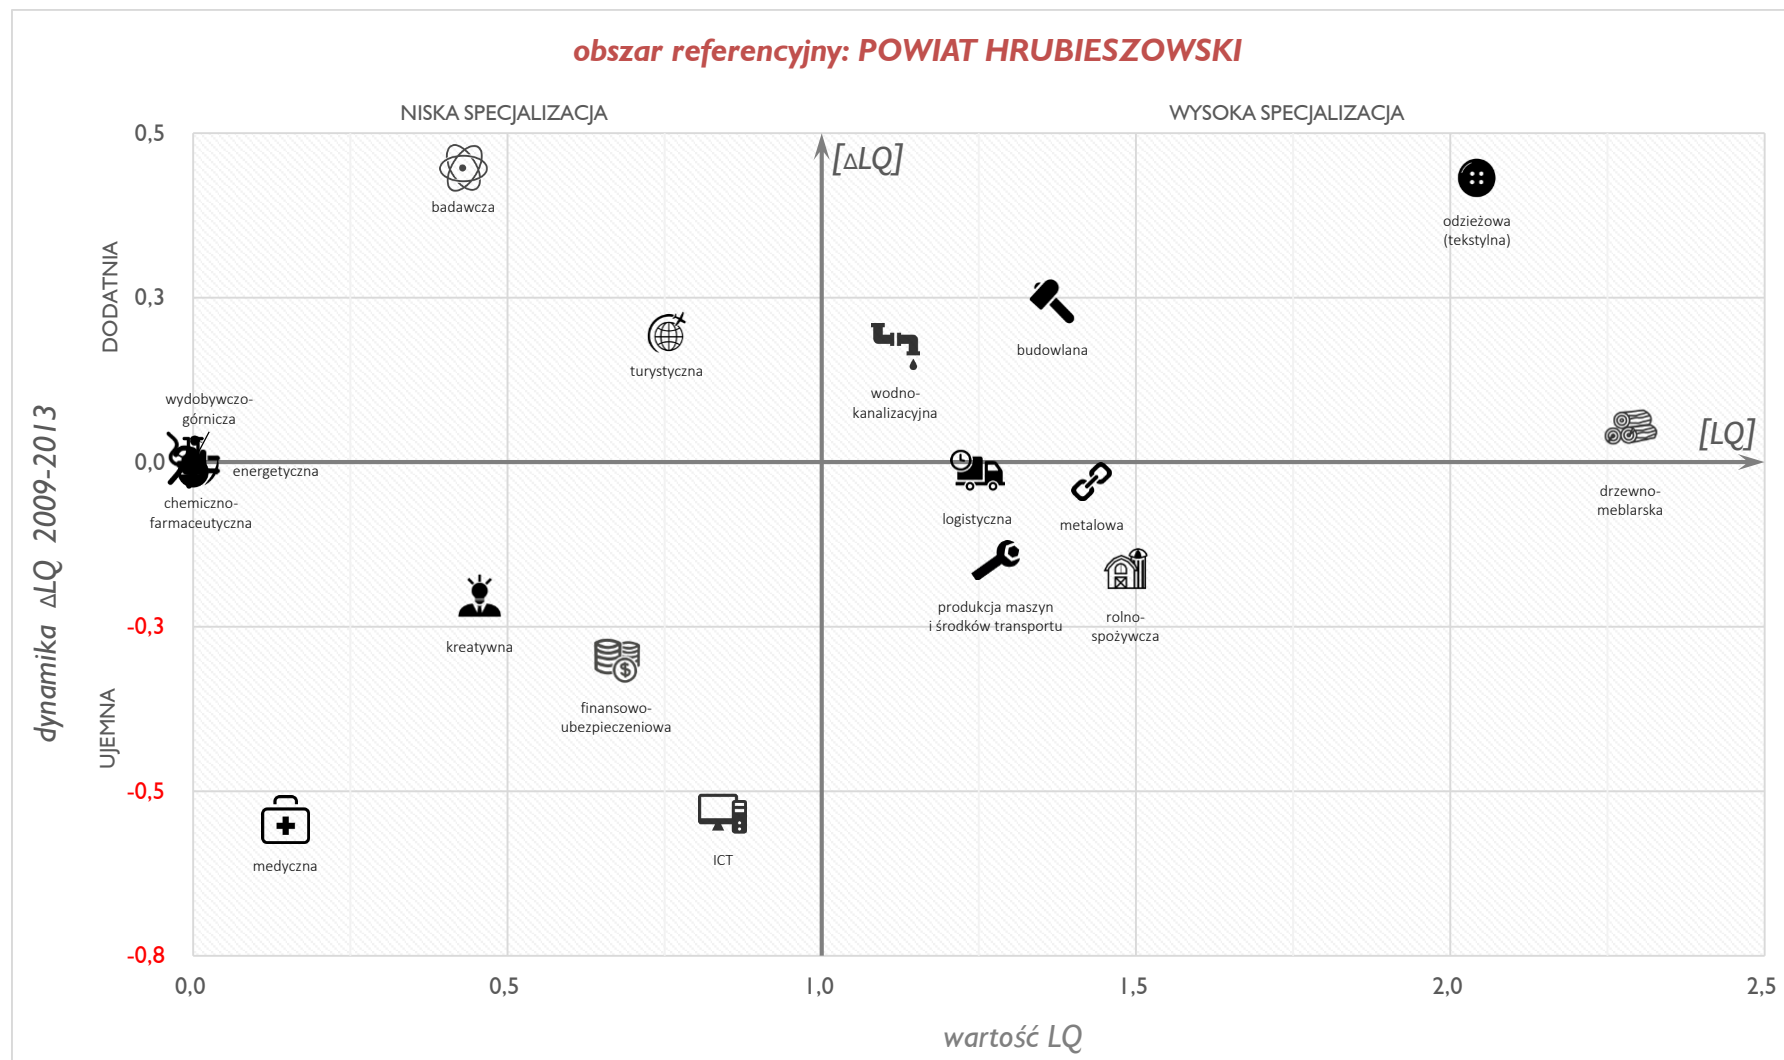 obszar referencyjny: POWIAT HRUBIESZOWSKI
NISKA SPECJALIZACJA
WYSOKA SPECJALIZACJA
0,5
[ΔLQ]
badawcza
odzieżowa
(tekstylna)
DODATNIA
0,3
turystyczna
budowlana
wodno-
kanalizacyjna
wydobywczo-
górnicza
[LQ]
0,0
energetyczna
chemiczno-
farmaceutyczna
logistyczna
metalowa
drzewno-
meblarska
dynamika ΔLQ 2009-2013
produkcja maszyn
i środków transportu
rolno-
spożywcza
-0,3
kreatywna
finansowo-
ubezpieczeniowa
UJEMNA
-0,5
medyczna
ICT
-0,8
0,0
0,5
1,0
1,5
2,0
2,5
wartość LQ